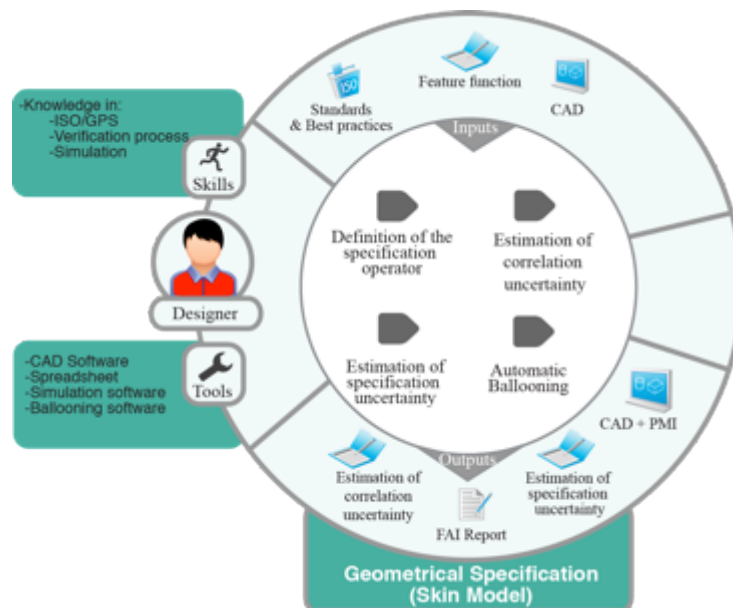 Feature function
Standards
& Best practices
CAD
Inputs
-Knowledge in:
-ISO/GPS
-Verification process
-Simulation
Skills
ISO
Definition of the
specification
operator
Estimation of
correlation
uncertainty
Designer
Estimation of
specification
uncertainty
Automatic
Ballooning
-CAD Software
-Spreadsheet
-Simulation software
-Ballooning software
Tools
CAD + PMI
Outputs
Estimation of
correlation
uncertainty
FAI Report
Estimation of
specification
uncertainty
Geometrical Specification
(Skin Model)